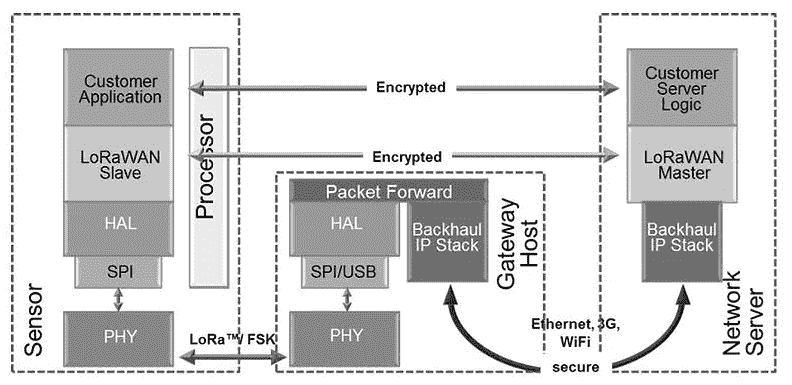 Customer
Application
Encrypted
Customer
Server
Logic
LoRaWAN
Slave
Encrypted
LoRaWAN
Master
Processor
Packet Forward
HAL
HAL
Backhaul
IP Stack
Gateway
Host
Backhaul
IP Stack
SPI
SPI/USB
Sensor
PHY
LoRa™/ FSK
PHY
Ethernet, 3G,
WiFi
secure
Network
Server